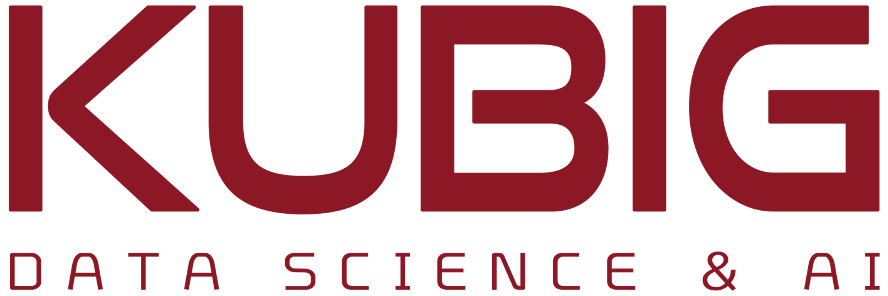 KUBIG
DATA SCIENCE & AI